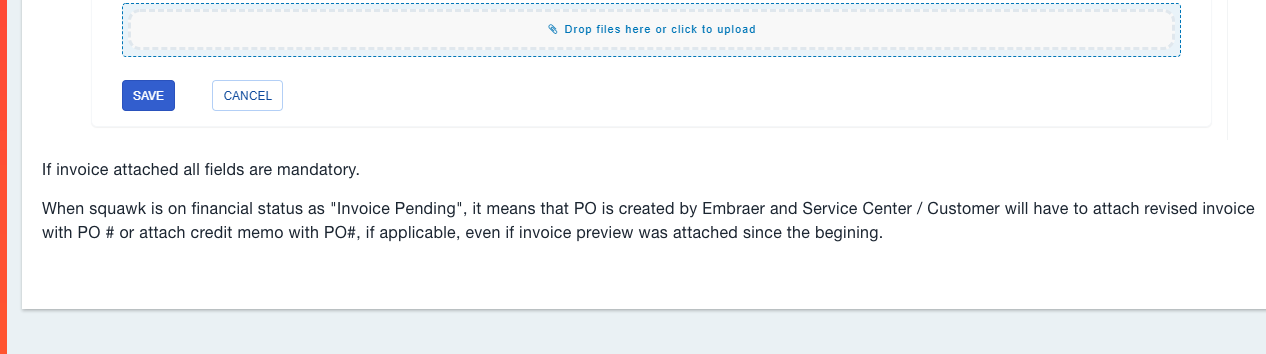 Drop files here or click to upload
SAVE
CANCEL
If invoice attached all fields are mandatory.
When squawk is on financial status as "Invoice Pending", it means that PO is created by Embraer and Service Center / Customer will have to attach revised invoice
with PO # or attach credit memo with PO#, if applicable, even if invoice preview was attached since the begining.